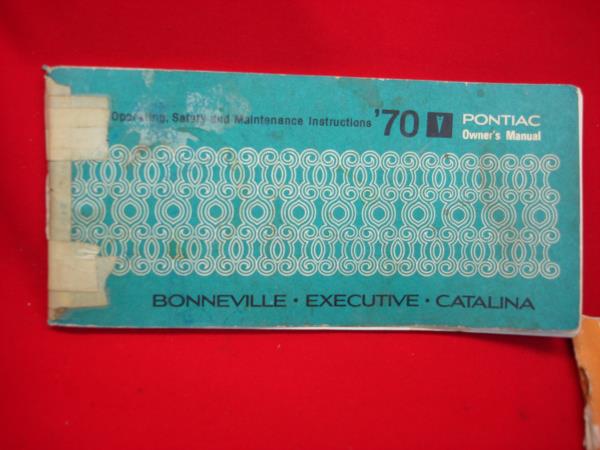 Operating, Safety and Maintenance Instructions '70 PONTIAC
Owner's Manual
BONNEVILLE • EXECUTIVE • CATALINA